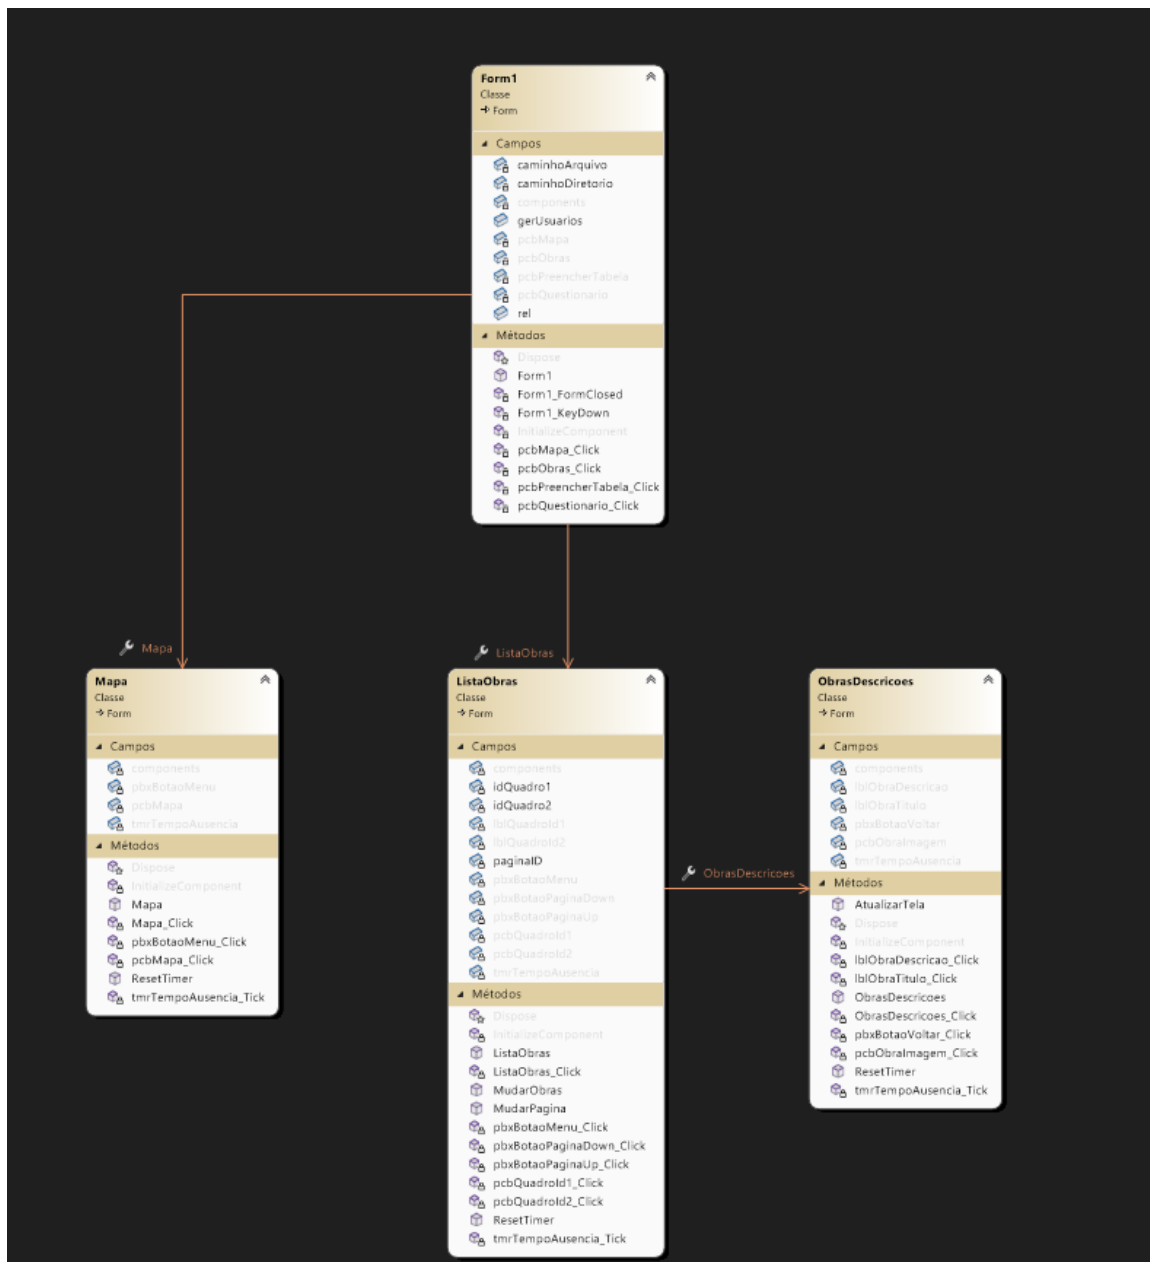 Form1
Classe
Form
Campos
caminhoArquivo
caminhoDiretorio
components
gerUsuarios
pcbMapa
pcbObras
pcbPreencherTabela
pcbQuestionario
rel
Métodos
Dispose
Form1
Form1_FormClosed
Form1_KeyDown
InitializeComponent
pcbMapa_Click
pcbObras_Click
pcbPreencherTabela_Click
pcbQuestionario_Click
Mapa
ListaObras
Mapa
Classe
Form
Campos
components
pbxBotaoMenu
pcbMapa
tmrTempoAusencia
Métodos
Dispose
InitializeComponent
Mapa
Mapa_Click
pbxBotaoMenu_Click
pcbMapa_Click
ResetTimer
tmrTempoAusencia_Tick
ListaObras
Classe
Form
Campos
components
idQuadro1
idQuadro2
lblQuadroId1
lblQuadroId2
paginaID
pbxBotaoMenu
pbxBotaoPaginaDown
pbxBotaoPaginaUp
pcbQuadroId1
pcbQuadroId2
tmrTempoAusencia
Métodos
Dispose
InitializeComponent
ListaObras
ListaObras_Click
MudarObras
MudarPagina
pbxBotaoMenu_Click
pbxBotaoPaginaDown_Click
pbxBotaoPaginaUp_Click
pcbQuadroId1_Click
pcbQuadroId2_Click
ResetTimer
tmrTempoAusencia_Tick
ObrasDescricoes
ObrasDescricoes
Classe
Form
Campos
components
lblObraDescricao
lblObraTitulo
pbxBotaoVoltar
pcbObraImagem
tmrTempoAusencia
Métodos
AtualizarTela
Dispose
InitializeComponent
lblObraDescricao_Click
lblObraTitulo_Click
ObrasDescricoes
ObrasDescricoes_Click
pbxBotaoVoltar_Click
pcbObraImagem_Click
ResetTimer
tmrTempoAusencia_Tick